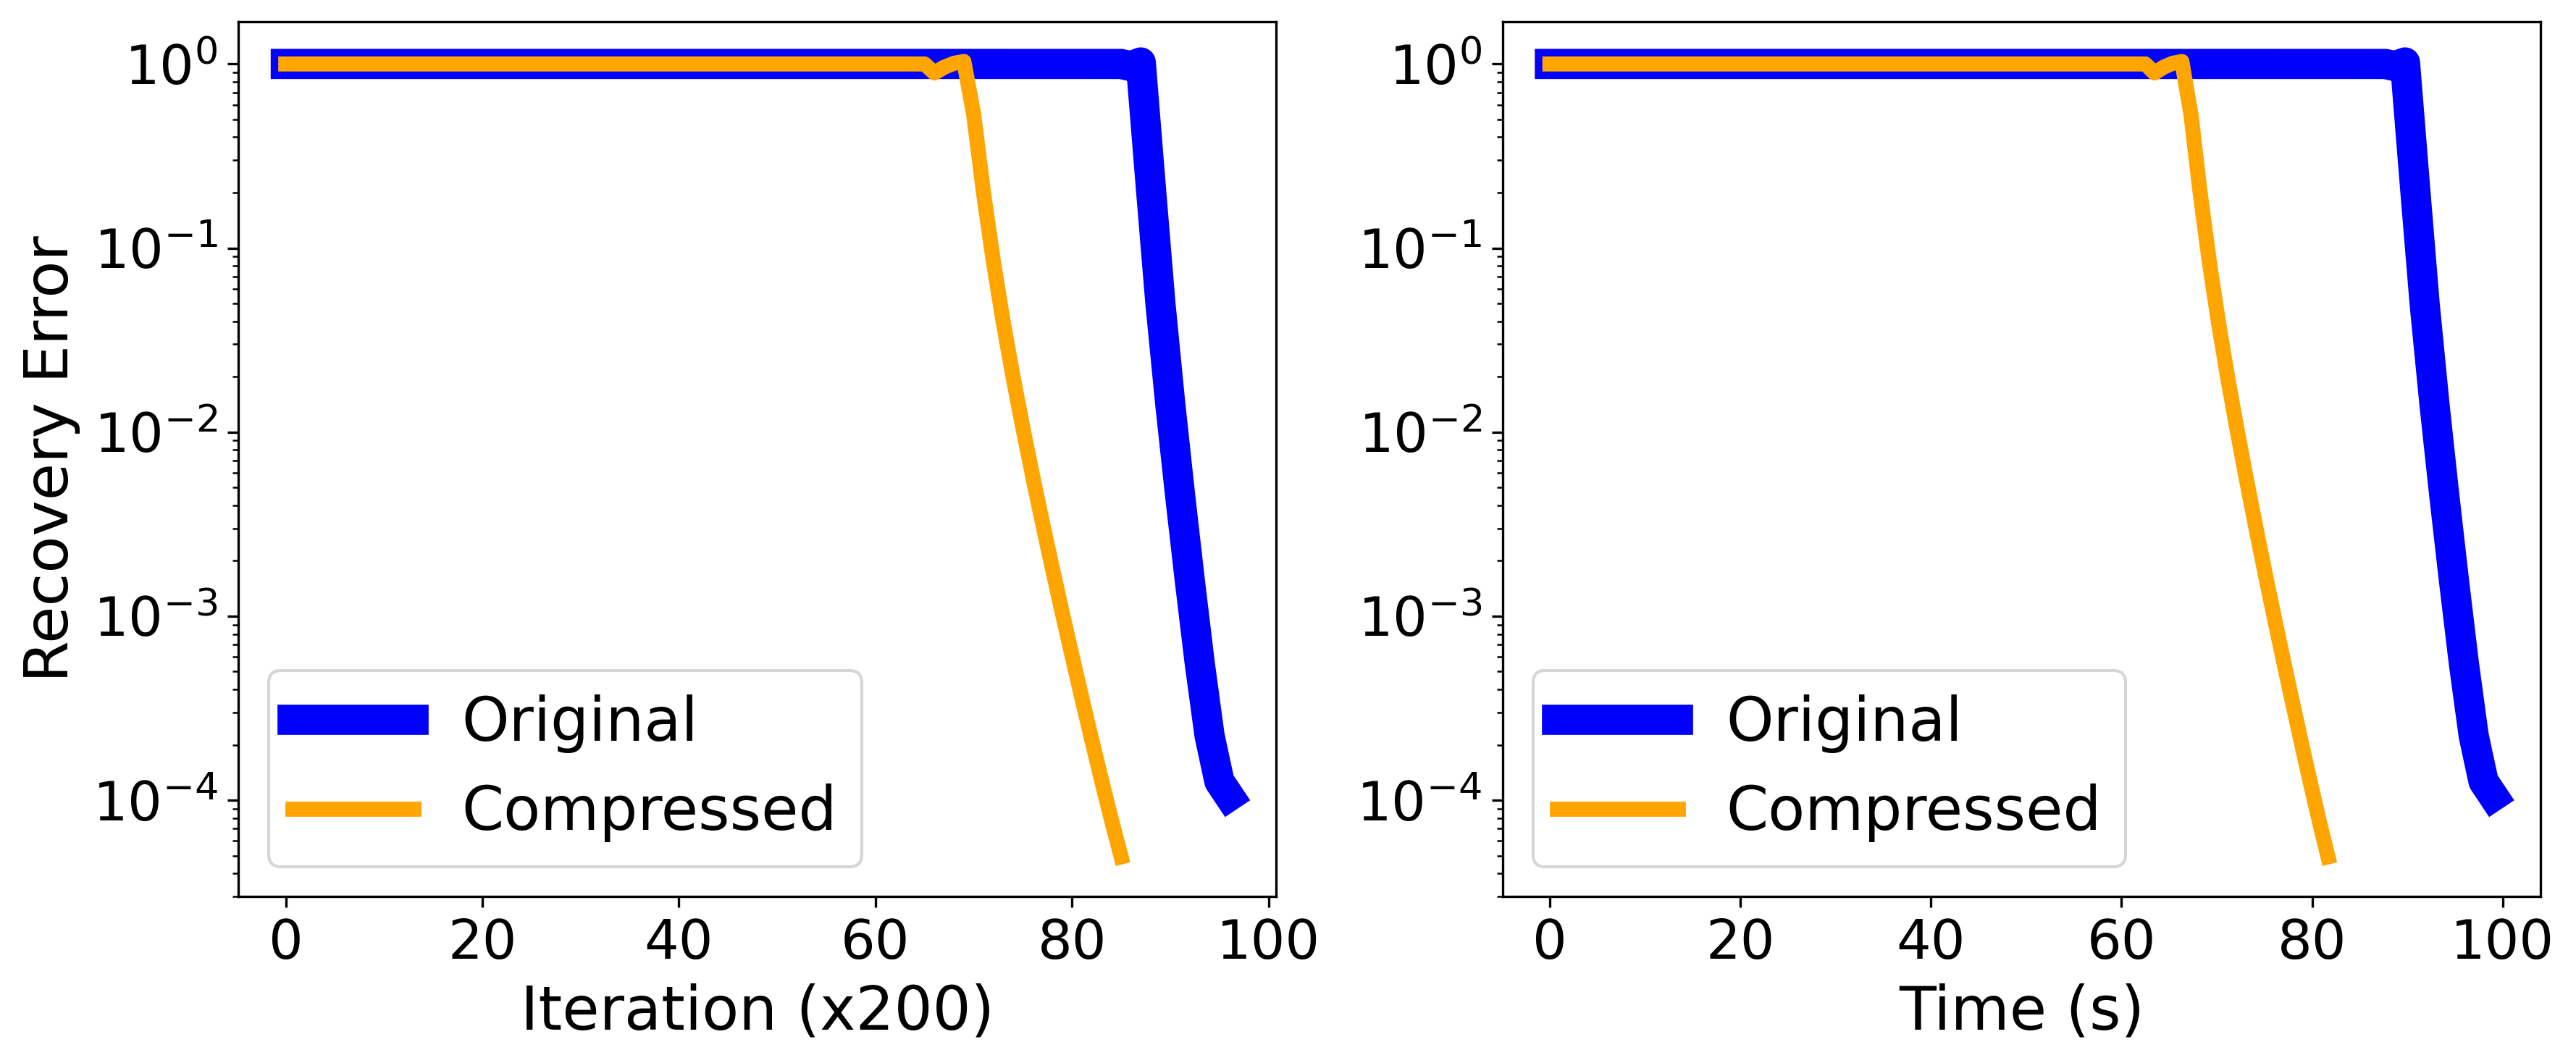 Recovery Error
10⁰
10⁻¹
10⁻²
10⁻³
10⁻⁴
Original
Compressed
0 20 40 60 80 100
Iteration (x200)
10⁰
10⁻¹
10⁻²
10⁻³
10⁻⁴
Original
Compressed
0 20 40 60 80 100
Time (s)